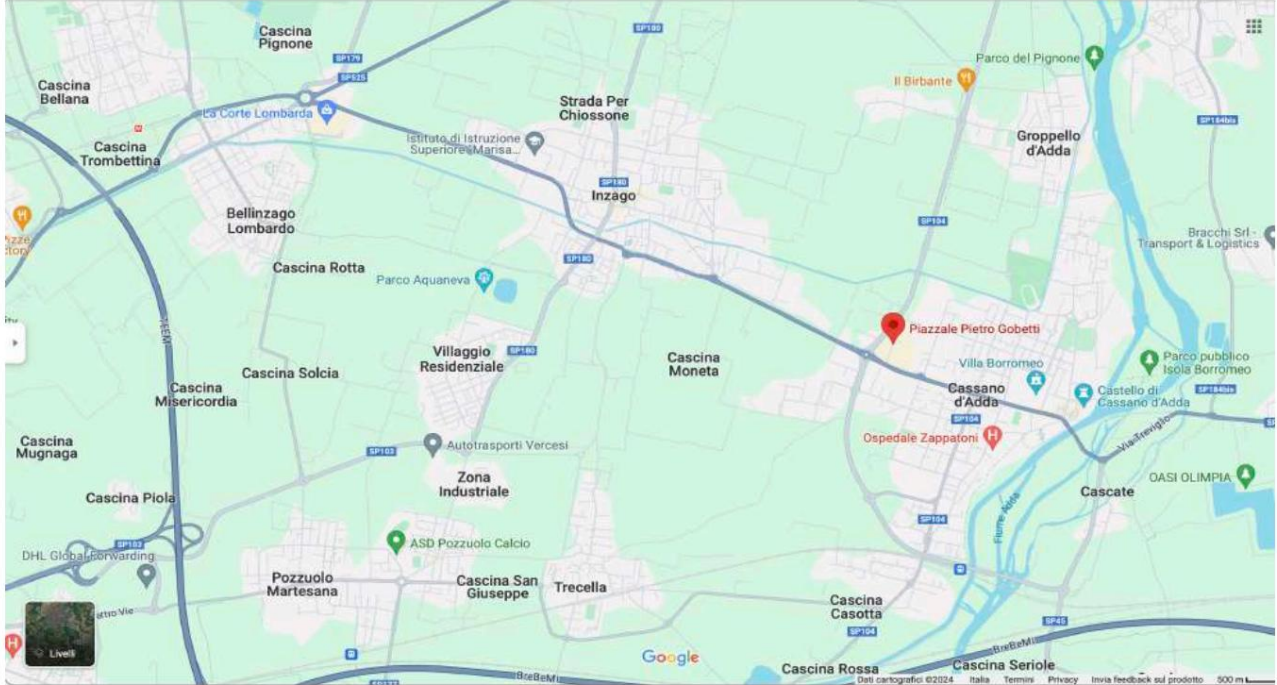 Cascina
Pignone
SP180
SP179
SP525
Parco del Pignone
Il Birbante
Cascina
Bellana
La Corte Lombarda
Strada Per
Chiossone
SP184bis
Istituto di Istruzione
Superiore Marisa...
Groppello
d'Adda
Cascina
Trombettina
SP180
Inzago
Bellinzago
Lombardo
SP104
Bracchi Srl -
Transport & Logistics
SP180
Cascina Rotta
Parco Aquaneva
TEEM
Piazzale Pietro Gobetti
Villaggio
Residenziale
SP180
Cascina
Moneta
Villa Borromeo
Parco pubblico
Isola Borromeo
Cascina Solcia
Cascina
Misericordia
Cassano
d'Adda
Castello di
Cassano d'Adda
SP184bis
SP104
Ospedale Zappatoni
Via Treviglio
Cascina
Mugnaga
SP103
Autotrasporti Vercesi
Zona
Industriale
OASI OLIMPIA
Cascina Piola
Cascate
Fiume Adda
SP104
SP103
DHL Global Forwarding
ASD Pozzuolo Calcio
Pozzuolo
Martesana
Cascina San
Giuseppe
Trecella
Cascina
Casotta
SP104
SP45
Livelli
Google
BreBeMi
BreBeMi
Cascina Rossa
Cascina Seriole
Dati cartografici ©2024 Italia Termini Privacy Invia feedback sul prodotto 500 m